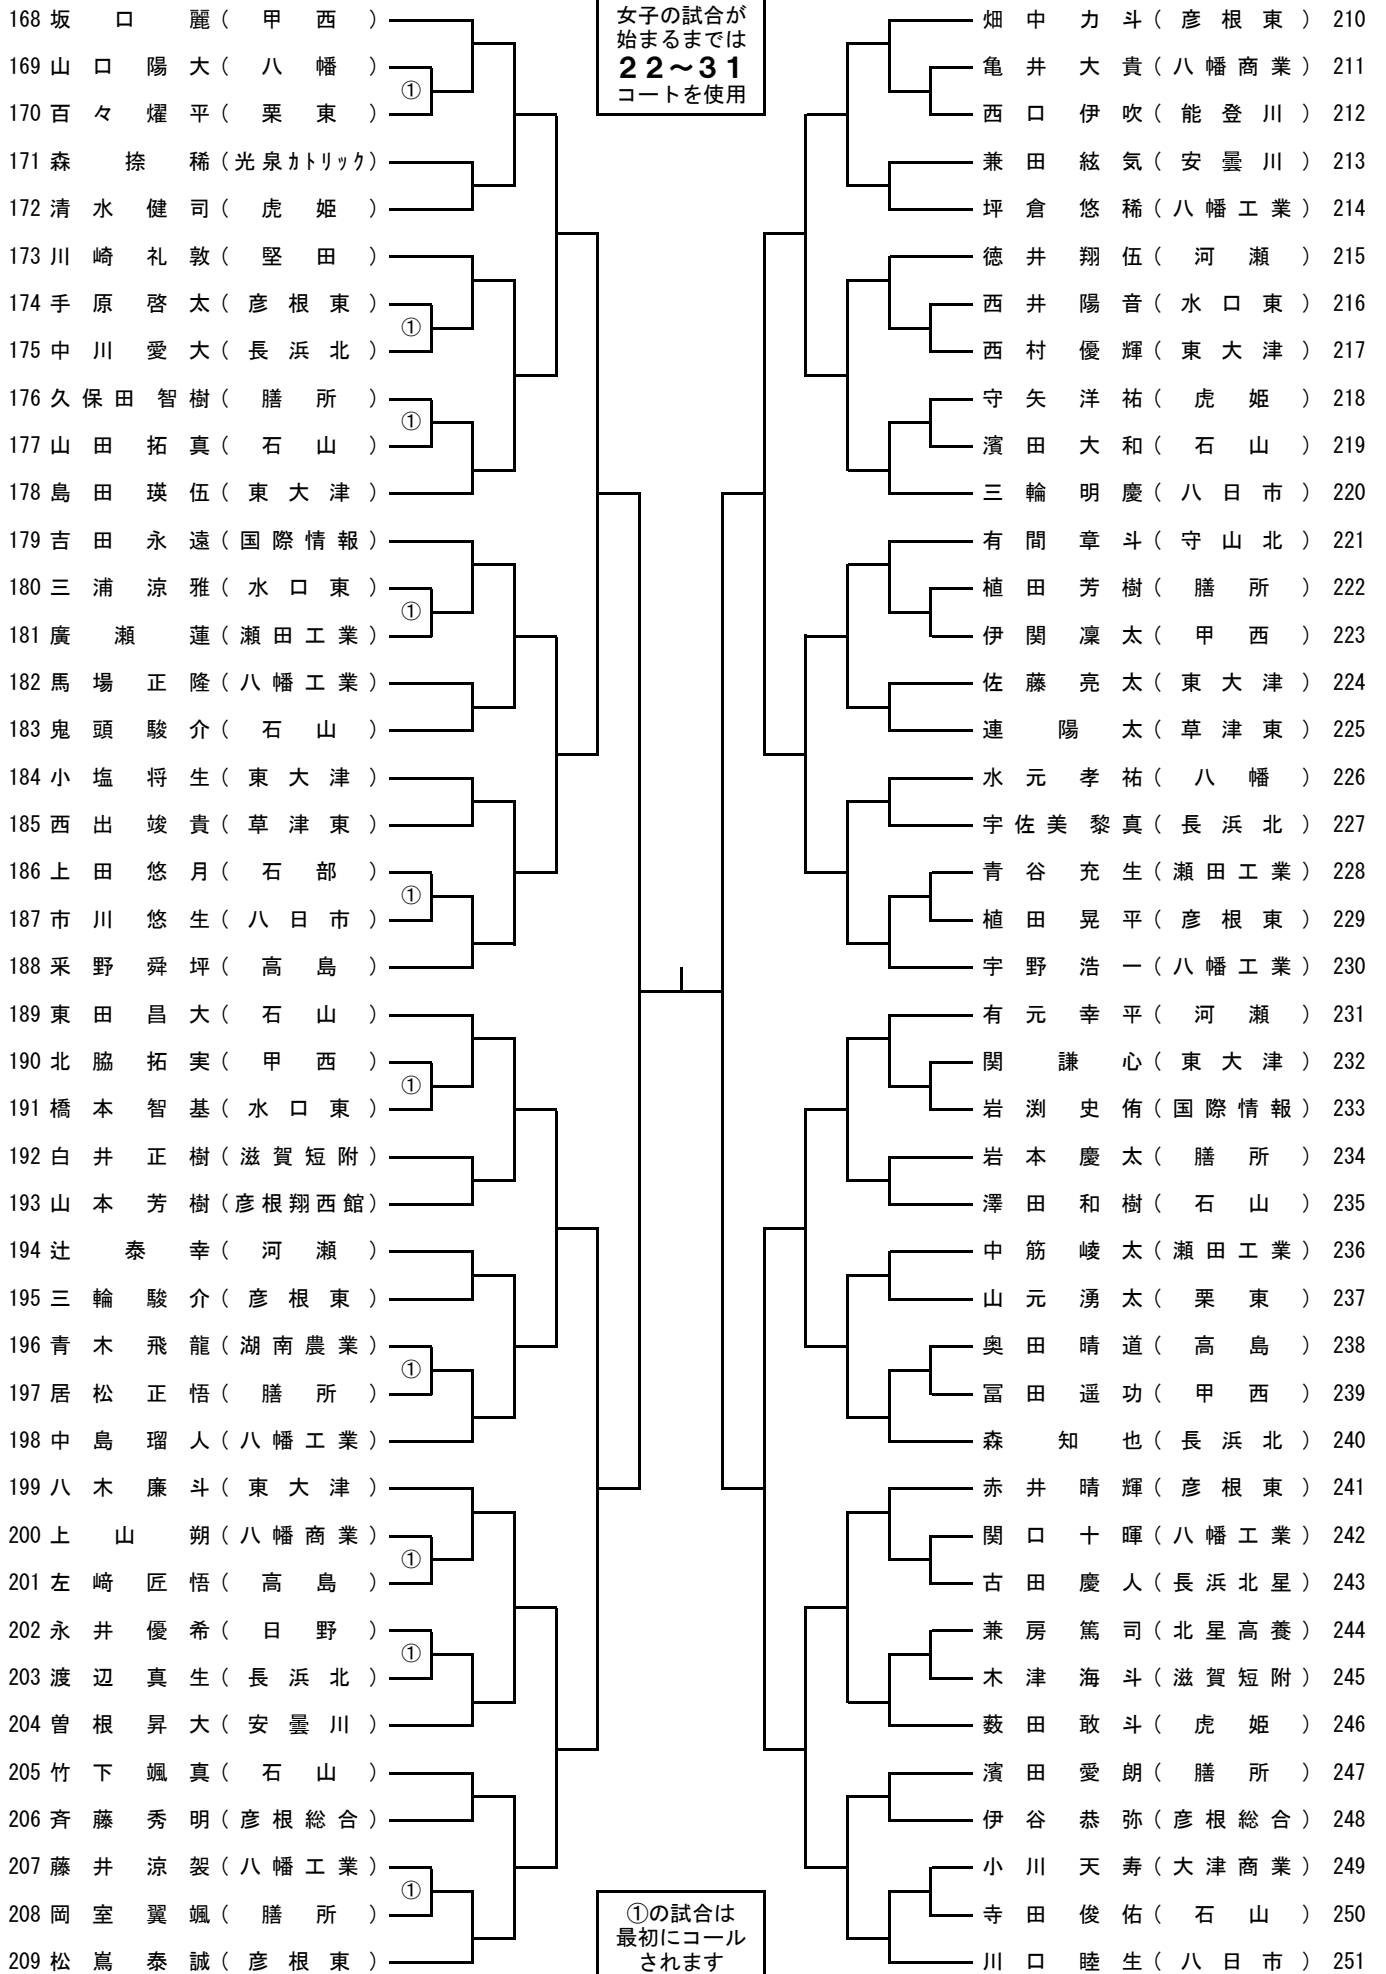 168 坂口麗(甲西)
169 山口陽大(八幡)
①
170 百々燿平(栗東)
171 森捺稀(光泉カトリック)
172 清水健司(虎姫)
173 川崎礼敦(堅田)
174 手原啓太(彦根東)
①
175 中川愛大(長浜北)
176 久保田智樹(膳所)
①
177 山田拓真(石山)
178 島田瑛伍(東大津)
179 吉田永遠(国際情報)
180 三浦涼雅(水口東)
①
181 廣瀬蓮(瀬田工業)
182 馬場正隆(八幡工業)
183 鬼頭駿介(石山)
184 小塩将生(東大津)
185 西出竣貴(草津東)
186 上田悠月(石部)
①
187 市川悠生(八日市)
188 釆野舜坪(高島)
189 東田昌大(石山)
190 北脇拓実(甲西)
①
191 橋本智基(水口東)
192 白井正樹(滋賀短附)
193 山本芳樹(彦根翔西館)
194 辻泰幸(河瀬)
195 三輪駿介(彦根東)
196 青木飛龍(湖南農業)
①
197 居松正悟(膳所)
198 中島瑠人(八幡工業)
199 八木廉斗(東大津)
200 上山朔(八幡商業)
①
201 左﨑匠悟(高島)
202 永井優希(日野)
①
203 渡辺真生(長浜北)
204 曽根昇大(安曇川)
205 竹下颯真(石山)
206 斉藤秀明(彦根総合)
207 藤井涼袈(八幡工業)
①
208 岡室翼颯(膳所)
209 松嶌泰誠(彦根東)
女子の試合が
始まるまでは
22~31
コートを使用
①の試合は
最初にコール
されます
畑中力斗(彦根東) 210
亀井大貴(八幡商業) 211
西口伊吹(能登川) 212
兼田絃気(安曇川) 213
坪倉悠稀(八幡工業) 214
徳井翔伍(河瀬) 215
西井陽音(水口東) 216
西村優輝(東大津) 217
守矢洋祐(虎姫) 218
濱田大和(石山) 219
三輪明慶(八日市) 220
有間章斗(守山北) 221
植田芳樹(膳所) 222
伊関凜太(甲西) 223
佐藤亮太(東大津) 224
連陽太(草津東) 225
水元孝祐(八幡) 226
宇佐美黎真(長浜北) 227
青谷充生(瀬田工業) 228
植田晃平(彦根東) 229
宇野浩一(八幡工業) 230
有元幸平(河瀬) 231
関謙心(東大津) 232
岩渕史侑(国際情報) 233
岩本慶太(膳所) 234
澤田和樹(石山) 235
中筋崚太(瀬田工業) 236
山元湧太(栗東) 237
奥田晴道(高島) 238
冨田遥功(甲西) 239
森知也(長浜北) 240
赤井晴輝(彦根東) 241
関口十暉(八幡工業) 242
古田慶人(長浜北星) 243
兼房篤司(北星高養) 244
木津海斗(滋賀短附) 245
薮田敢斗(虎姫) 246
濱田愛朗(膳所) 247
伊谷恭弥(彦根総合) 248
小川天寿(大津商業) 249
寺田俊佑(石山) 250
川口睦生(八日市) 251